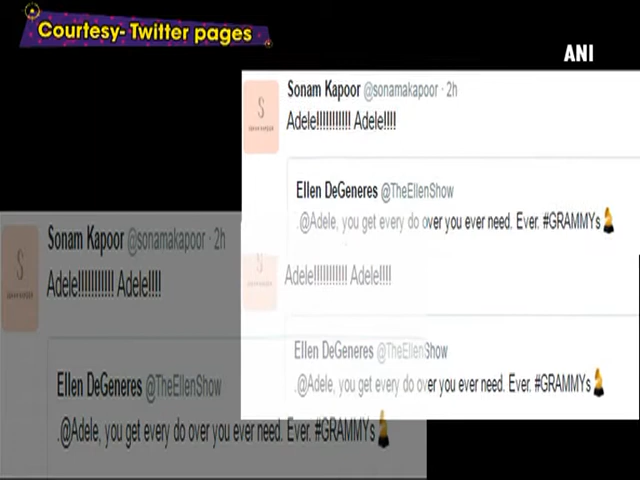 Courtesy- Twitter pages
ANI
Sonam Kapoor @sonamakapoor · 2h
Adele!!!!!!!!!!! Adele!!!!
Ellen DeGeneres @TheEllenShow
.@Adele, you get every do over you ever need. Ever. #GRAMMYs
Adele!!!!!!!!!!! Adele!!!!
Ellen DeGeneres @TheEllenShow
.@Adele, you get every do over you ever need. Ever. #GRAMMYs
Sonam Kapoor @sonamakapoor · 2h
Adele!!!!!!!!!!! Adele!!!!
Ellen DeGeneres @TheEllenShow
.@Adele, you get every do over you ever need. Ever. #GRAMMYs